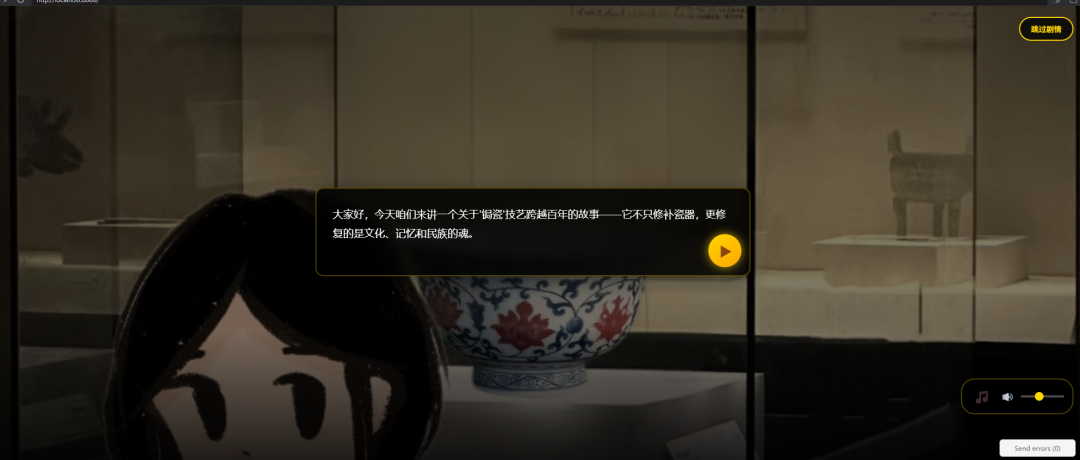 跳过剧情
大家好，今天咱们来讲一个关于'锔瓷'技艺跨越百年的故事——它不只修补瓷器，更修
复的是文化、记忆和民族的魂。
Send errors (0)